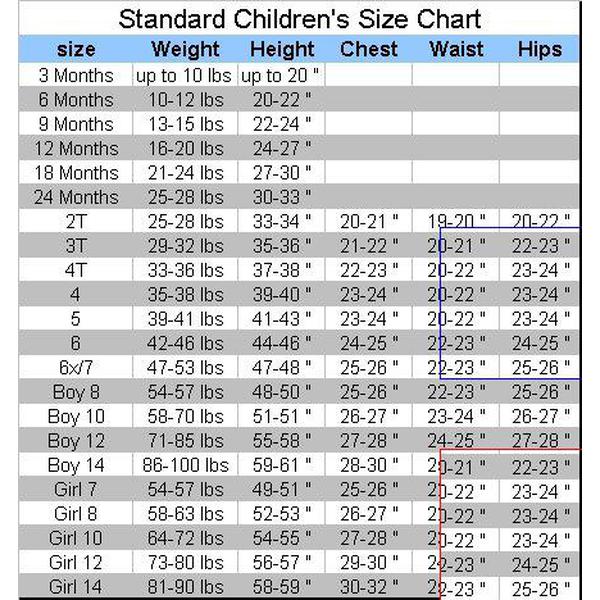 Standard Children's Size Chart
size Weight Height Chest Waist Hips
3 Months up to 10 lbs up to 20 "
6 Months 10-12 lbs 20-22 "
9 Months 13-15 lbs 22-24 "
12 Months 16-20 lbs 24-27 "
18 Months 21-24 lbs 27-30 "
24 Months 25-28 lbs 30-33 "
2T 25-28 lbs 33-34 " 20-21 " 19-20 " 20-22 "
3T 29-32 lbs 35-36 " 21-22 " 20-21 " 22-23 "
4T 33-36 lbs 37-38 " 22-23 " 20-22 " 23-24 "
4 35-38 lbs 39-40 " 23-24 " 20-22 " 23-24 "
5 39-41 lbs 41-43 " 23-24 " 20-22 " 23-24 "
6 42-46 lbs 44-46 " 24-25 " 22-23 " 24-25 "
6x/7 47-53 lbs 47-48 " 25-26 " 22-23 " 25-26 "
Boy 8 54-57 lbs 48-50 " 25-26 " 22-23 " 25-26 "
Boy 10 58-70 lbs 51-51 " 26-27 " 23-24 " 26-27 "
Boy 12 71-85 lbs 55-58 " 27-28 " 24-25 " 27-28 "
Boy 14 86-100 lbs 59-61 " 28-30 " 20-21 " 22-23 "
Girl 7 54-57 lbs 49-51 " 25-26 " 20-22 " 23-24 "
Girl 8 58-63 lbs 52-53 " 26-27 " 20-22 " 23-24 "
Girl 10 64-72 lbs 54-55 " 27-28 " 20-22 " 23-24 "
Girl 12 73-80 lbs 56-57 " 29-30 " 22-23 " 24-25 "
Girl 14 81-90 lbs 58-59 " 30-32 " 22-23 " 25-26 "